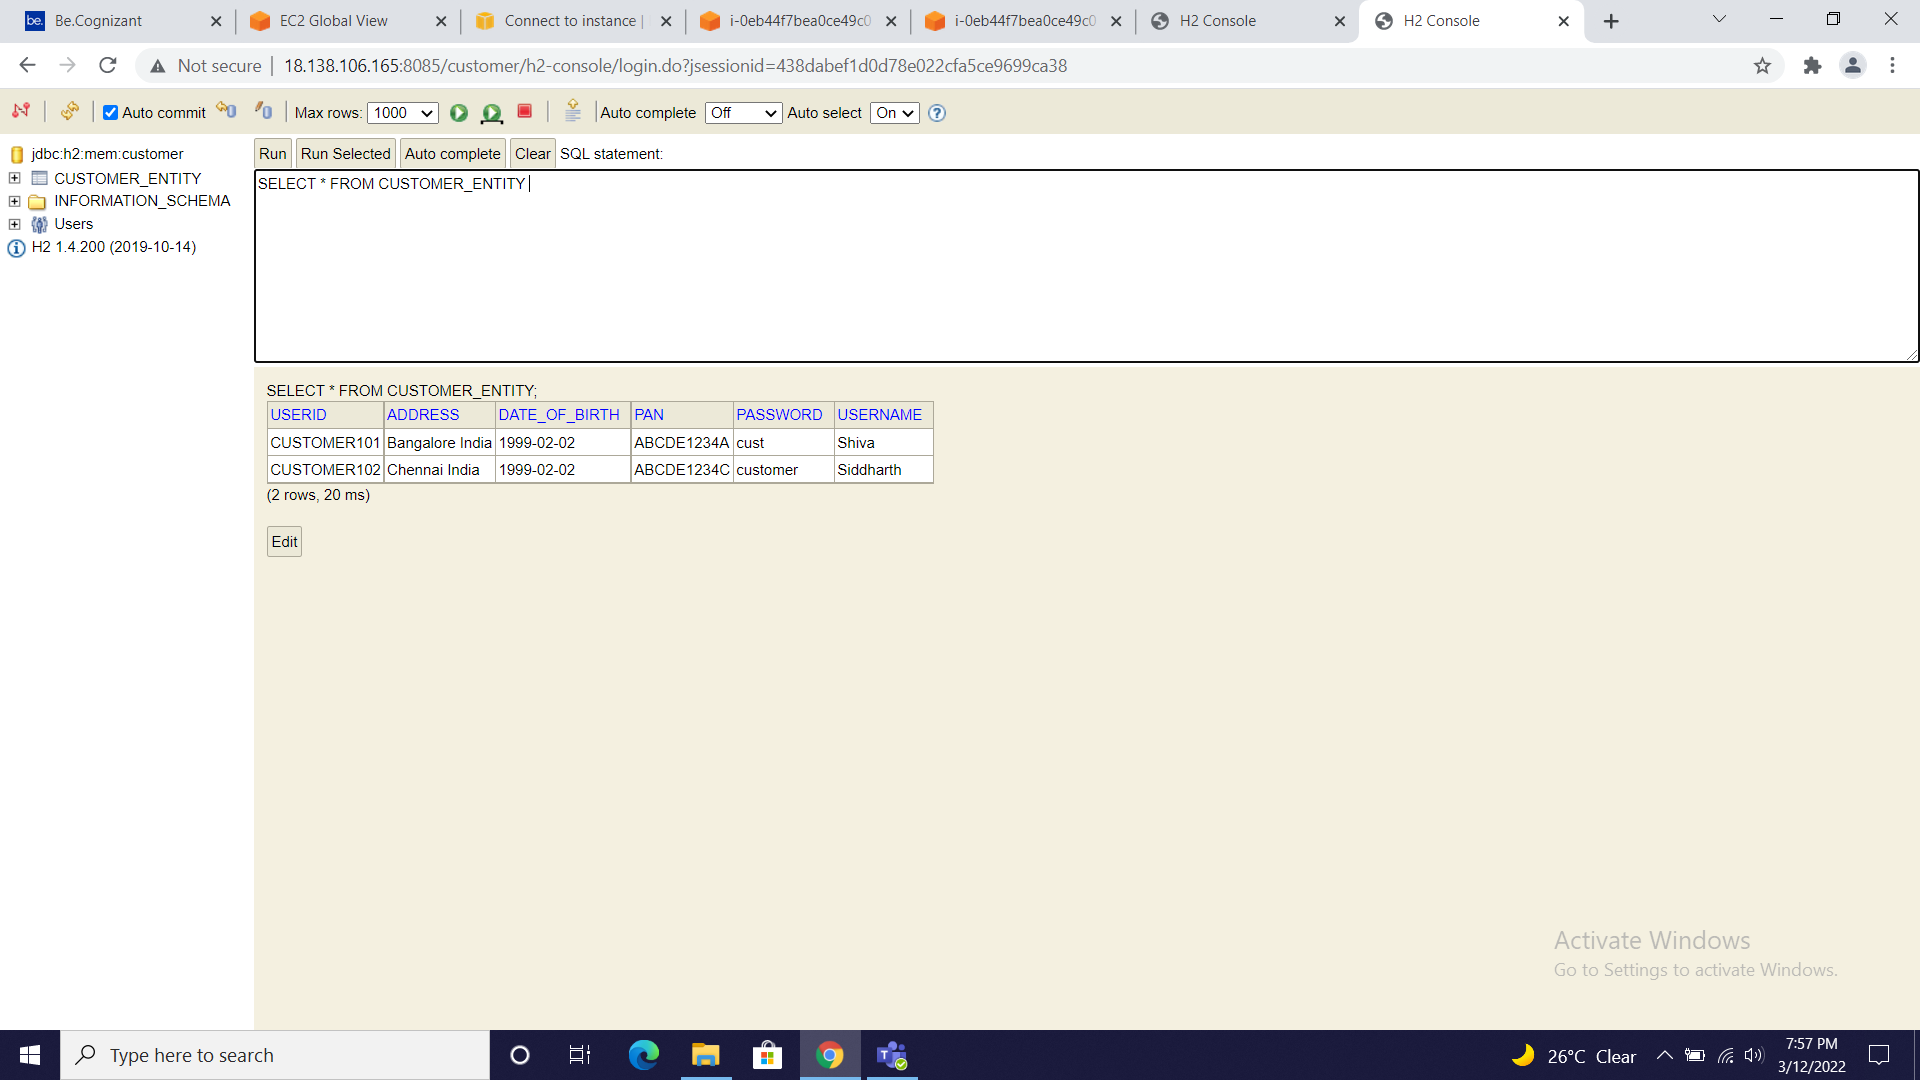 be. Be.Cognizant
EC2 Global View
Connect to instance |
i-0eb44f7bea0ce49c0
i-0eb44f7bea0ce49c0
H2 Console
H2 Console
Not secure | 18.138.106.165:8085/customer/h2-console/login.do?jsessionid=438dabef1d0d78e022cfa5ce9699ca38
Auto commit Max rows: 1000 Auto complete Off Auto select On ?
jdbc:h2:mem:customer
CUSTOMER_ENTITY
INFORMATION_SCHEMA
Users
H2 1.4.200 (2019-10-14)
Run Run Selected Auto complete Clear SQL statement:
SELECT * FROM CUSTOMER_ENTITY
SELECT * FROM CUSTOMER_ENTITY;
USERID ADDRESS DATE_OF_BIRTH PAN PASSWORD USERNAME
CUSTOMER101 Bangalore India 1999-02-02 ABCDE1234A cust Shiva
CUSTOMER102 Chennai India 1999-02-02 ABCDE1234C customer Siddharth
(2 rows, 20 ms)
Edit
Activate Windows
Go to Settings to activate Windows.
Type here to search
26°C Clear
7:57 PM
3/12/2022